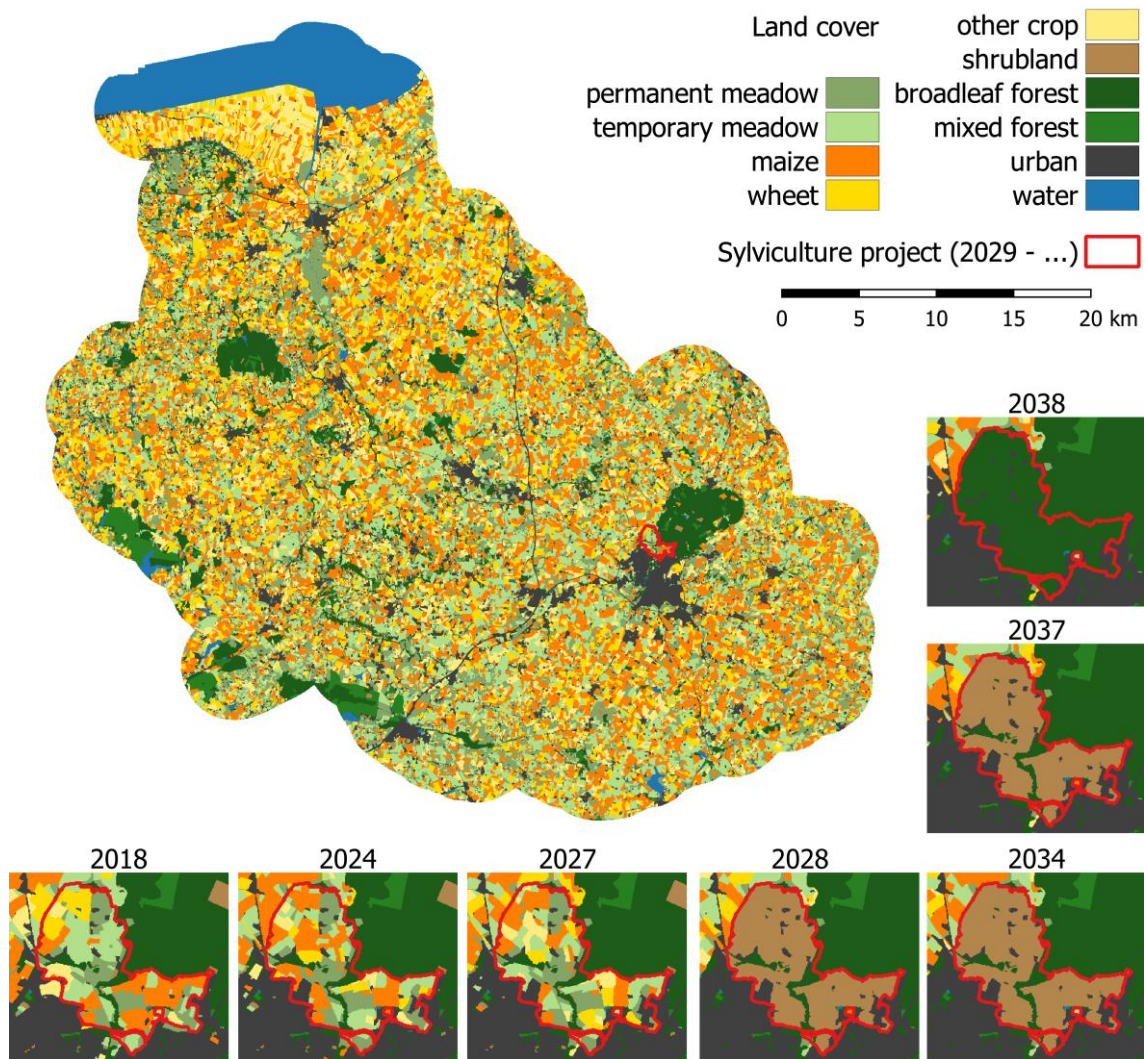 Land cover
other crop
shrubland
permanent meadow
broadleaf forest
temporary meadow
mixed forest
maize
urban
wheet
water
Sylviculture project (2029 - ...)
0 5 10 15 20 km
2038
2037
2018 2024 2027 2028 2034